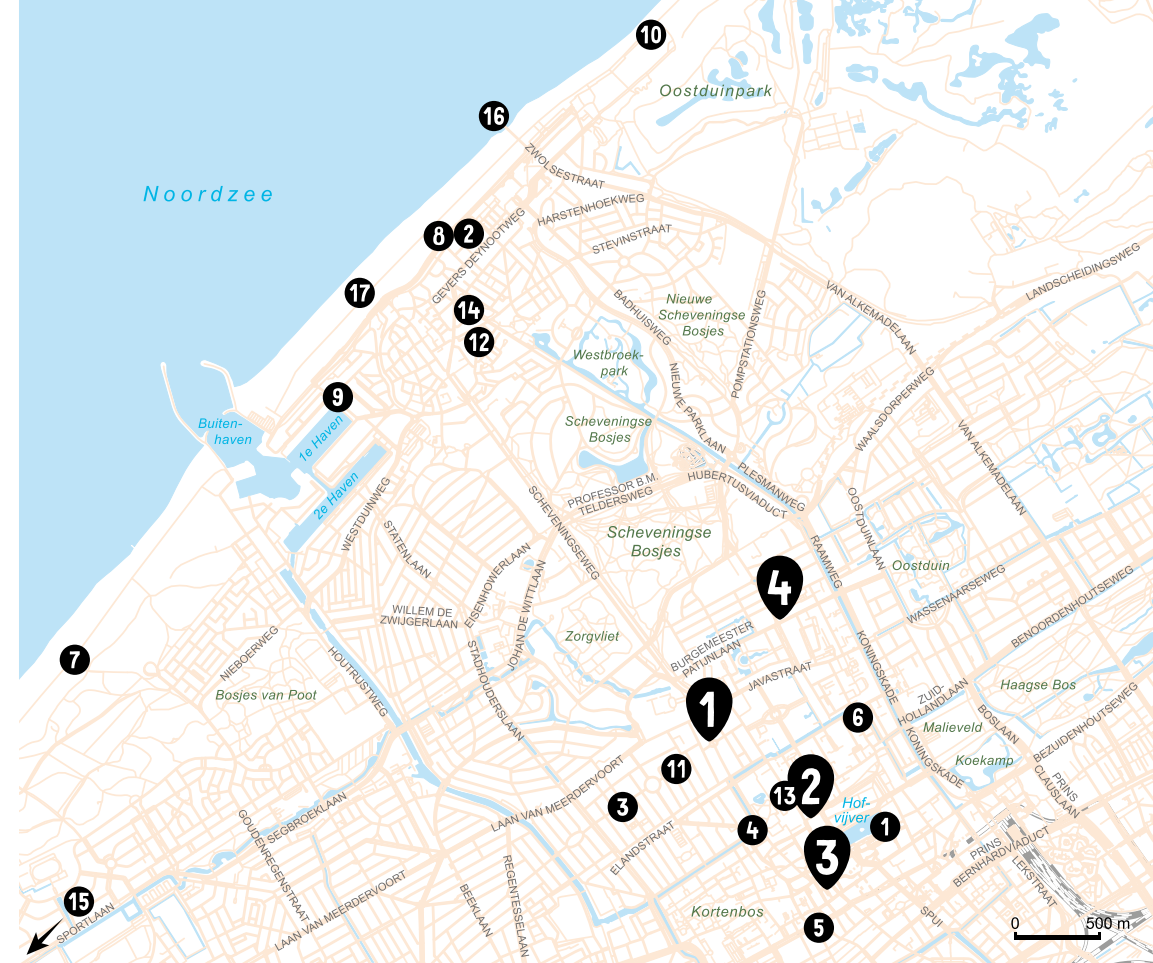 10
Oostduinpark
16
ZWOLSESTRAAT
Noordzee
HARSTENHOEKWEG
8
2
STEVINSTRAAT
GEVERS DEYNOOTWEG
LANDSCHEIDINGSWEG
17
VAN ALKEMADELAAN
14
BADHUISWEG
Nieuwe
Scheveningse
Bosjes
POMPSTATIONSWEG
12
Westbroek-
park
NIEUWE PARKLAAN
9
WAALSDORPERWEG
Buiten-
haven
1e Haven
Scheveningse
Bosjes
VAN ALKEMADELAAN
2e Haven
PROFESSOR B.M.
TELDERSWEG
HUBERTUSVIADUCT
PLESMANWEG
WESTDUINWEG
STATENLAAN
SCHEVENINGSEWEG
Scheveningse
Bosjes
OOSTDUINLAAN
RAAMWEG
Oostduin
EISENHOWERLAAN
JOHAN DE WITTLAAN
4
WASSENAARSEWEG
BENOORDENHOUTSEWEG
WILLEM DE
ZWIJGERLAAN
Zorgvliet
BURGEMEESTER
PATIJNLAAN
7
NIEBOERWEG
HOUTRUSTWEG
STADHOUDERSLAAN
JAVASTRAAT
KONINGSKADE
Bosjes van Poot
1
6
ZUID-
HOLLANDLAAN
Haagse Bos
Malieveld
BOSLAAN
BEZUIDENHOUTSEWEG
KONINGSKADE
Koekamp
11
LAAN VAN MEERDERVOORT
3
13
2
Hof-
vijver
1
PRINS
CLAUSLAAN
SEGBROEKLAAN
GOUDENREGENSTRAAT
ELANDSTRAAT
4
3
PRINS
BERNHARDVIADUCT
LEKSTRAAT
15
SPORTLAAN
LAAN VAN MEERDERVOORT
BEEKLAAN
REGENTESSELAAN
Kortenbos
5
SPUI
0 500 m